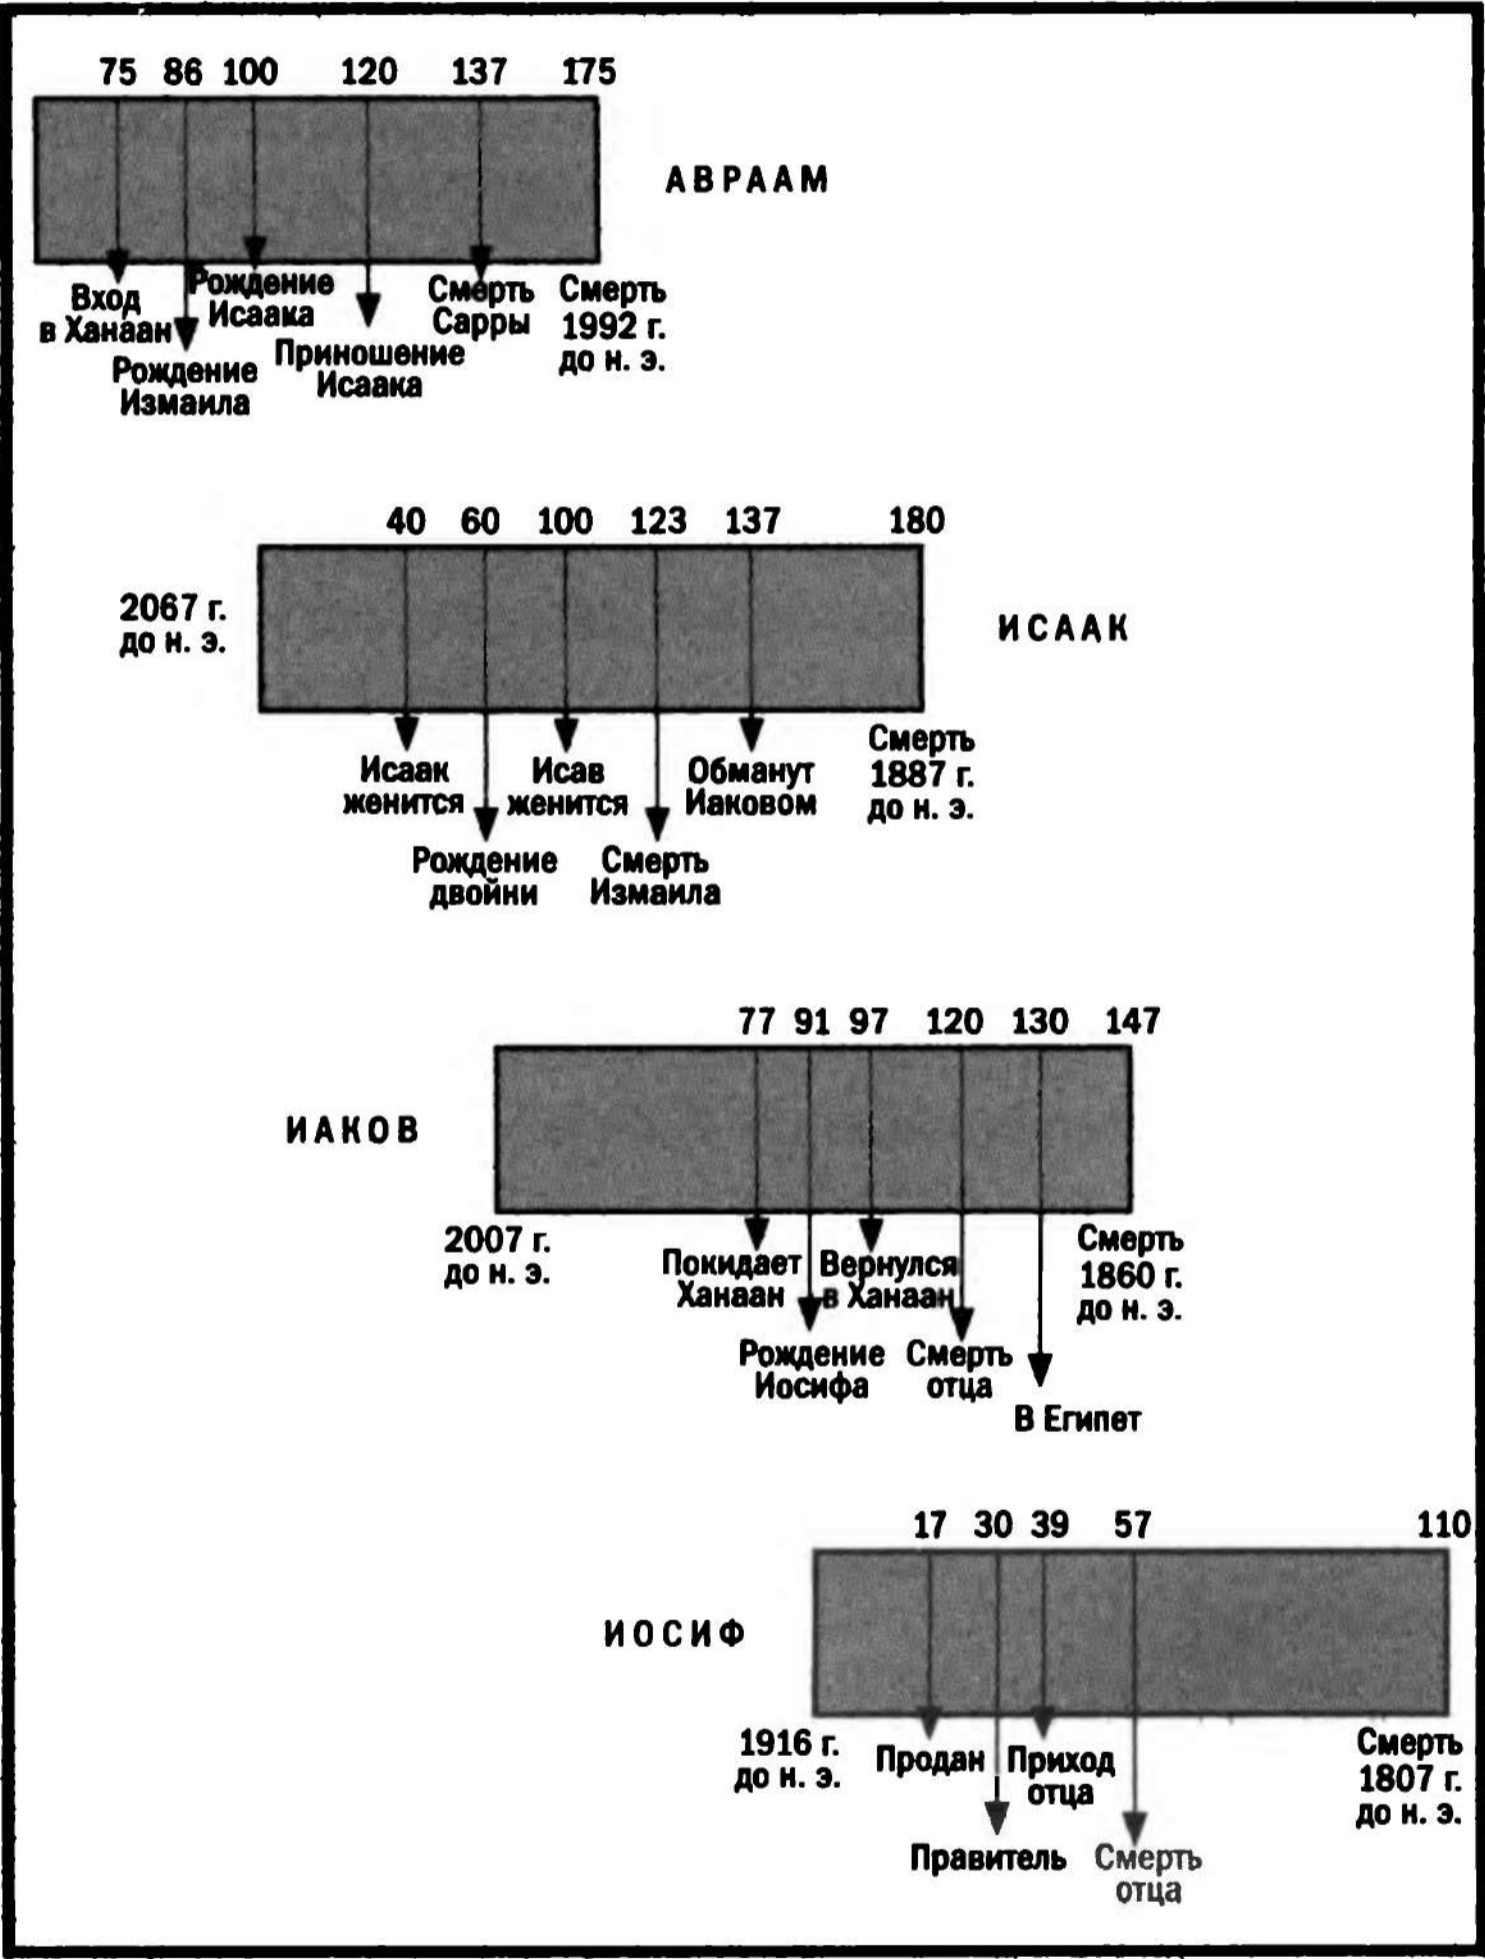 75 86 100 120 137 175
АВРААМ
Вход
в Ханаан
Рождение
Измаила
Рождение
Исаака
Приношение
Исаака
Смерть
Сарры
Смерть
1992 г.
до н. э.
40 60 100 123 137 180
2067 г.
до н. э.
ИСААК
Исаак
женится
Рождение
двойни
Исав
женится
Смерть
Измаила
Обманут
Иаковом
Смерть
1887 г.
до н. э.
77 91 97 120 130 147
ИАКОВ
2007 г.
до н. э.
Покидает
Ханаан
Рождение
Иосифа
Вернулся
в Ханаан
Смерть
отца
В Египет
Смерть
1860 г.
до н. э.
17 30 39 57 110
ИОСИФ
1916 г.
до н. э.
Продан
Правитель
Приход
отца
Смерть
отца
Смерть
1807 г.
до н. э.